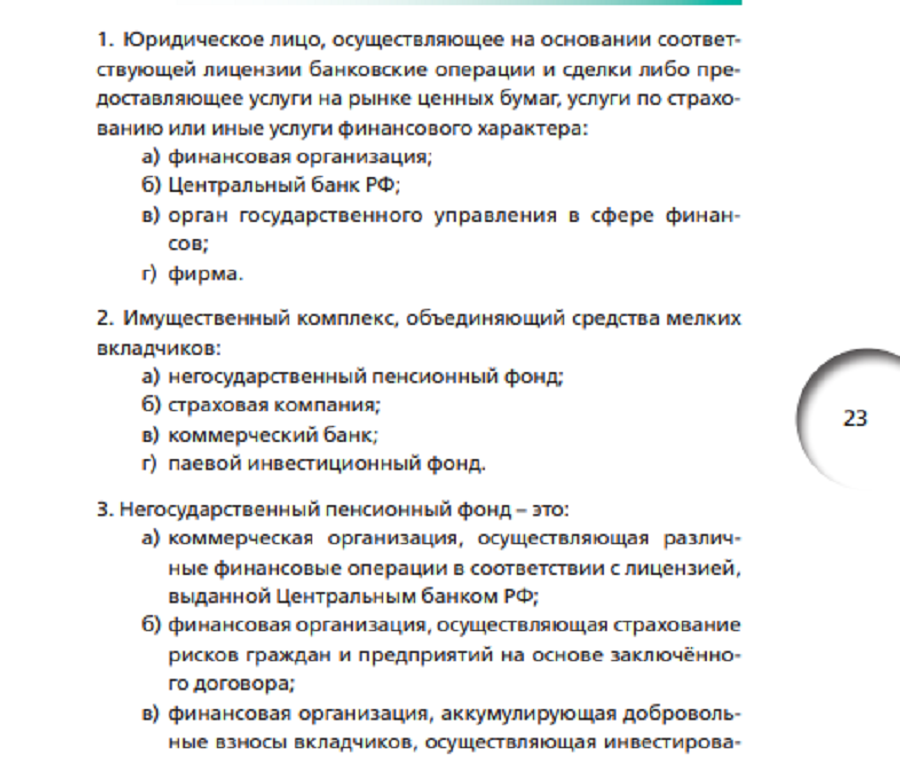 1. Юридическое лицо, осуществляющее на основании соответ-
ствующей лицензии банковские операции и сделки либо пре-
доставляющее услуги на рынке ценных бумаг, услуги по страхо-
ванию или иные услуги финансового характера:
а) финансовая организация;
б) Центральный банк РФ;
в) орган государственного управления в сфере финан-
сов;
г) фирма.
2. Имущественный комплекс, объединяющий средства мелких
вкладчиков:
а) негосударственный пенсионный фонд;
б) страховая компания;
в) коммерческий банк;
г) паевой инвестиционный фонд.
23
3. Негосударственный пенсионный фонд – это:
а) коммерческая организация, осуществляющая различ-
ные финансовые операции в соответствии с лицензией,
выданной Центральным банком РФ;
б) финансовая организация, осуществляющая страхование
рисков граждан и предприятий на основе заключённо-
го договора;
в) финансовая организация, аккумулирующая доброволь-
ные взносы вкладчиков, осуществляющая инвестирова-